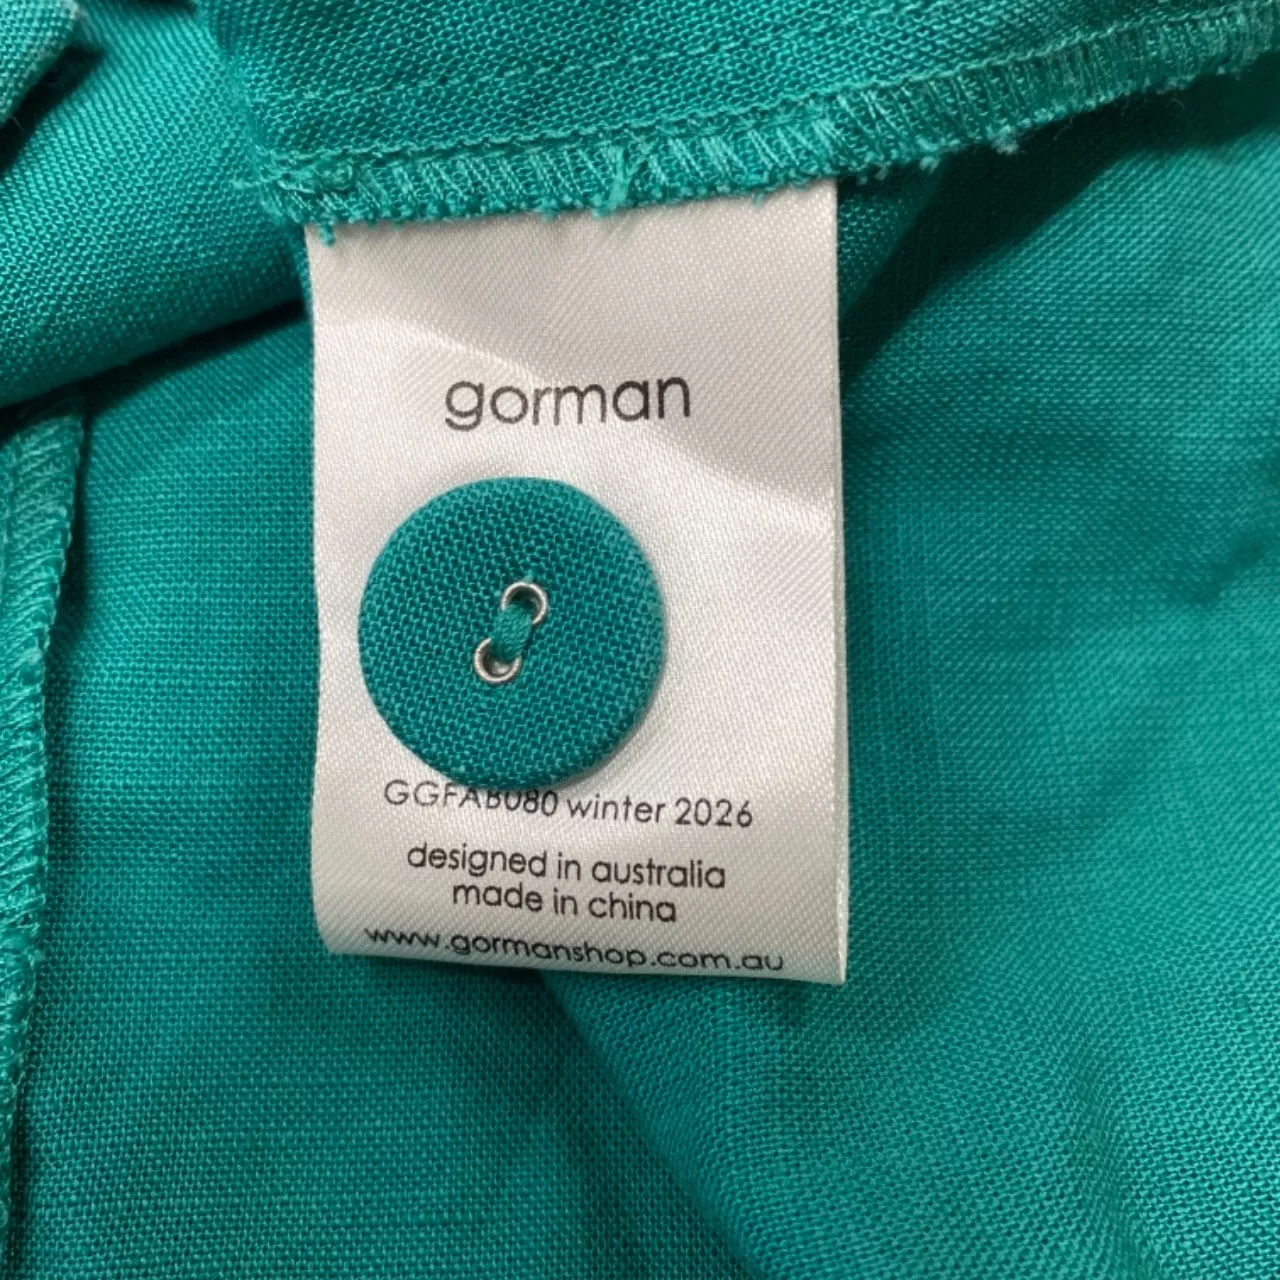 gorman
GGFAB080 winter 2026
designed in australia
made in china
www.gormanshop.com.au